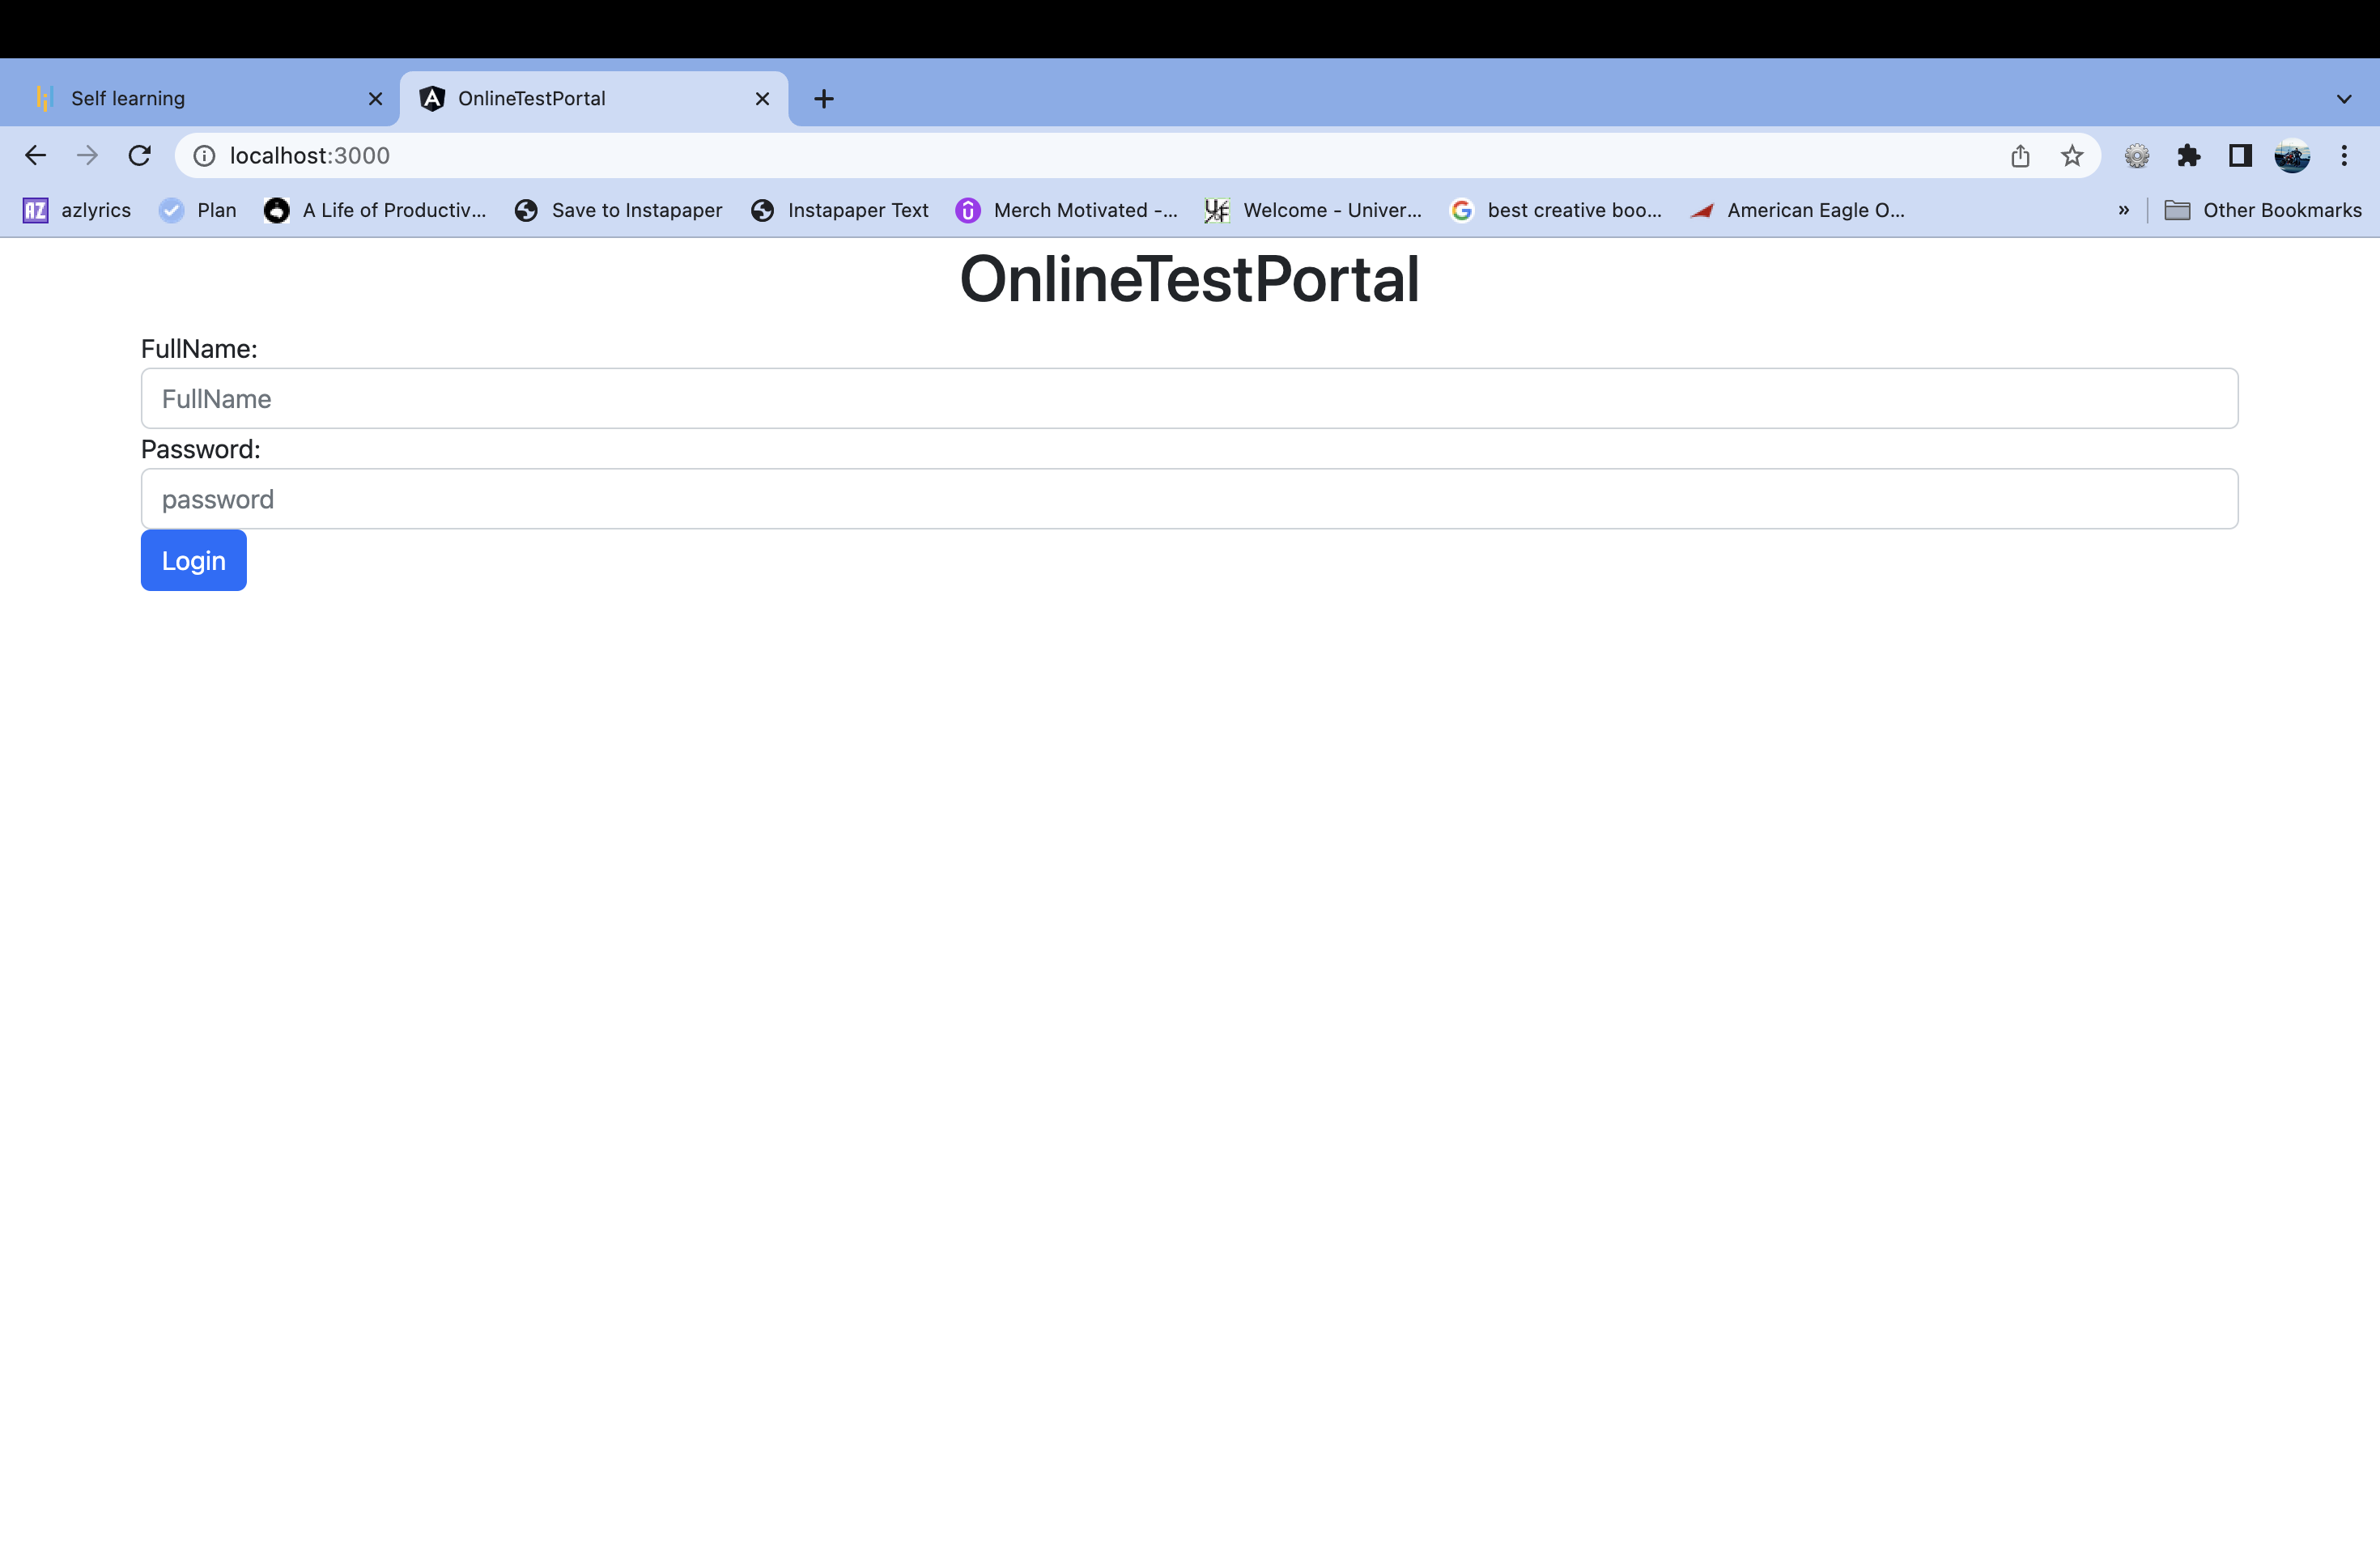 Self learning
OnlineTestPortal
localhost:3000
AZ azlyrics Plan A Life of Productiv... Save to Instapaper Instapaper Text Merch Motivated -... Welcome - Univer... best creative boo... American Eagle O... » Other Bookmarks
OnlineTestPortal
FullName:
FullName
Password:
password
Login